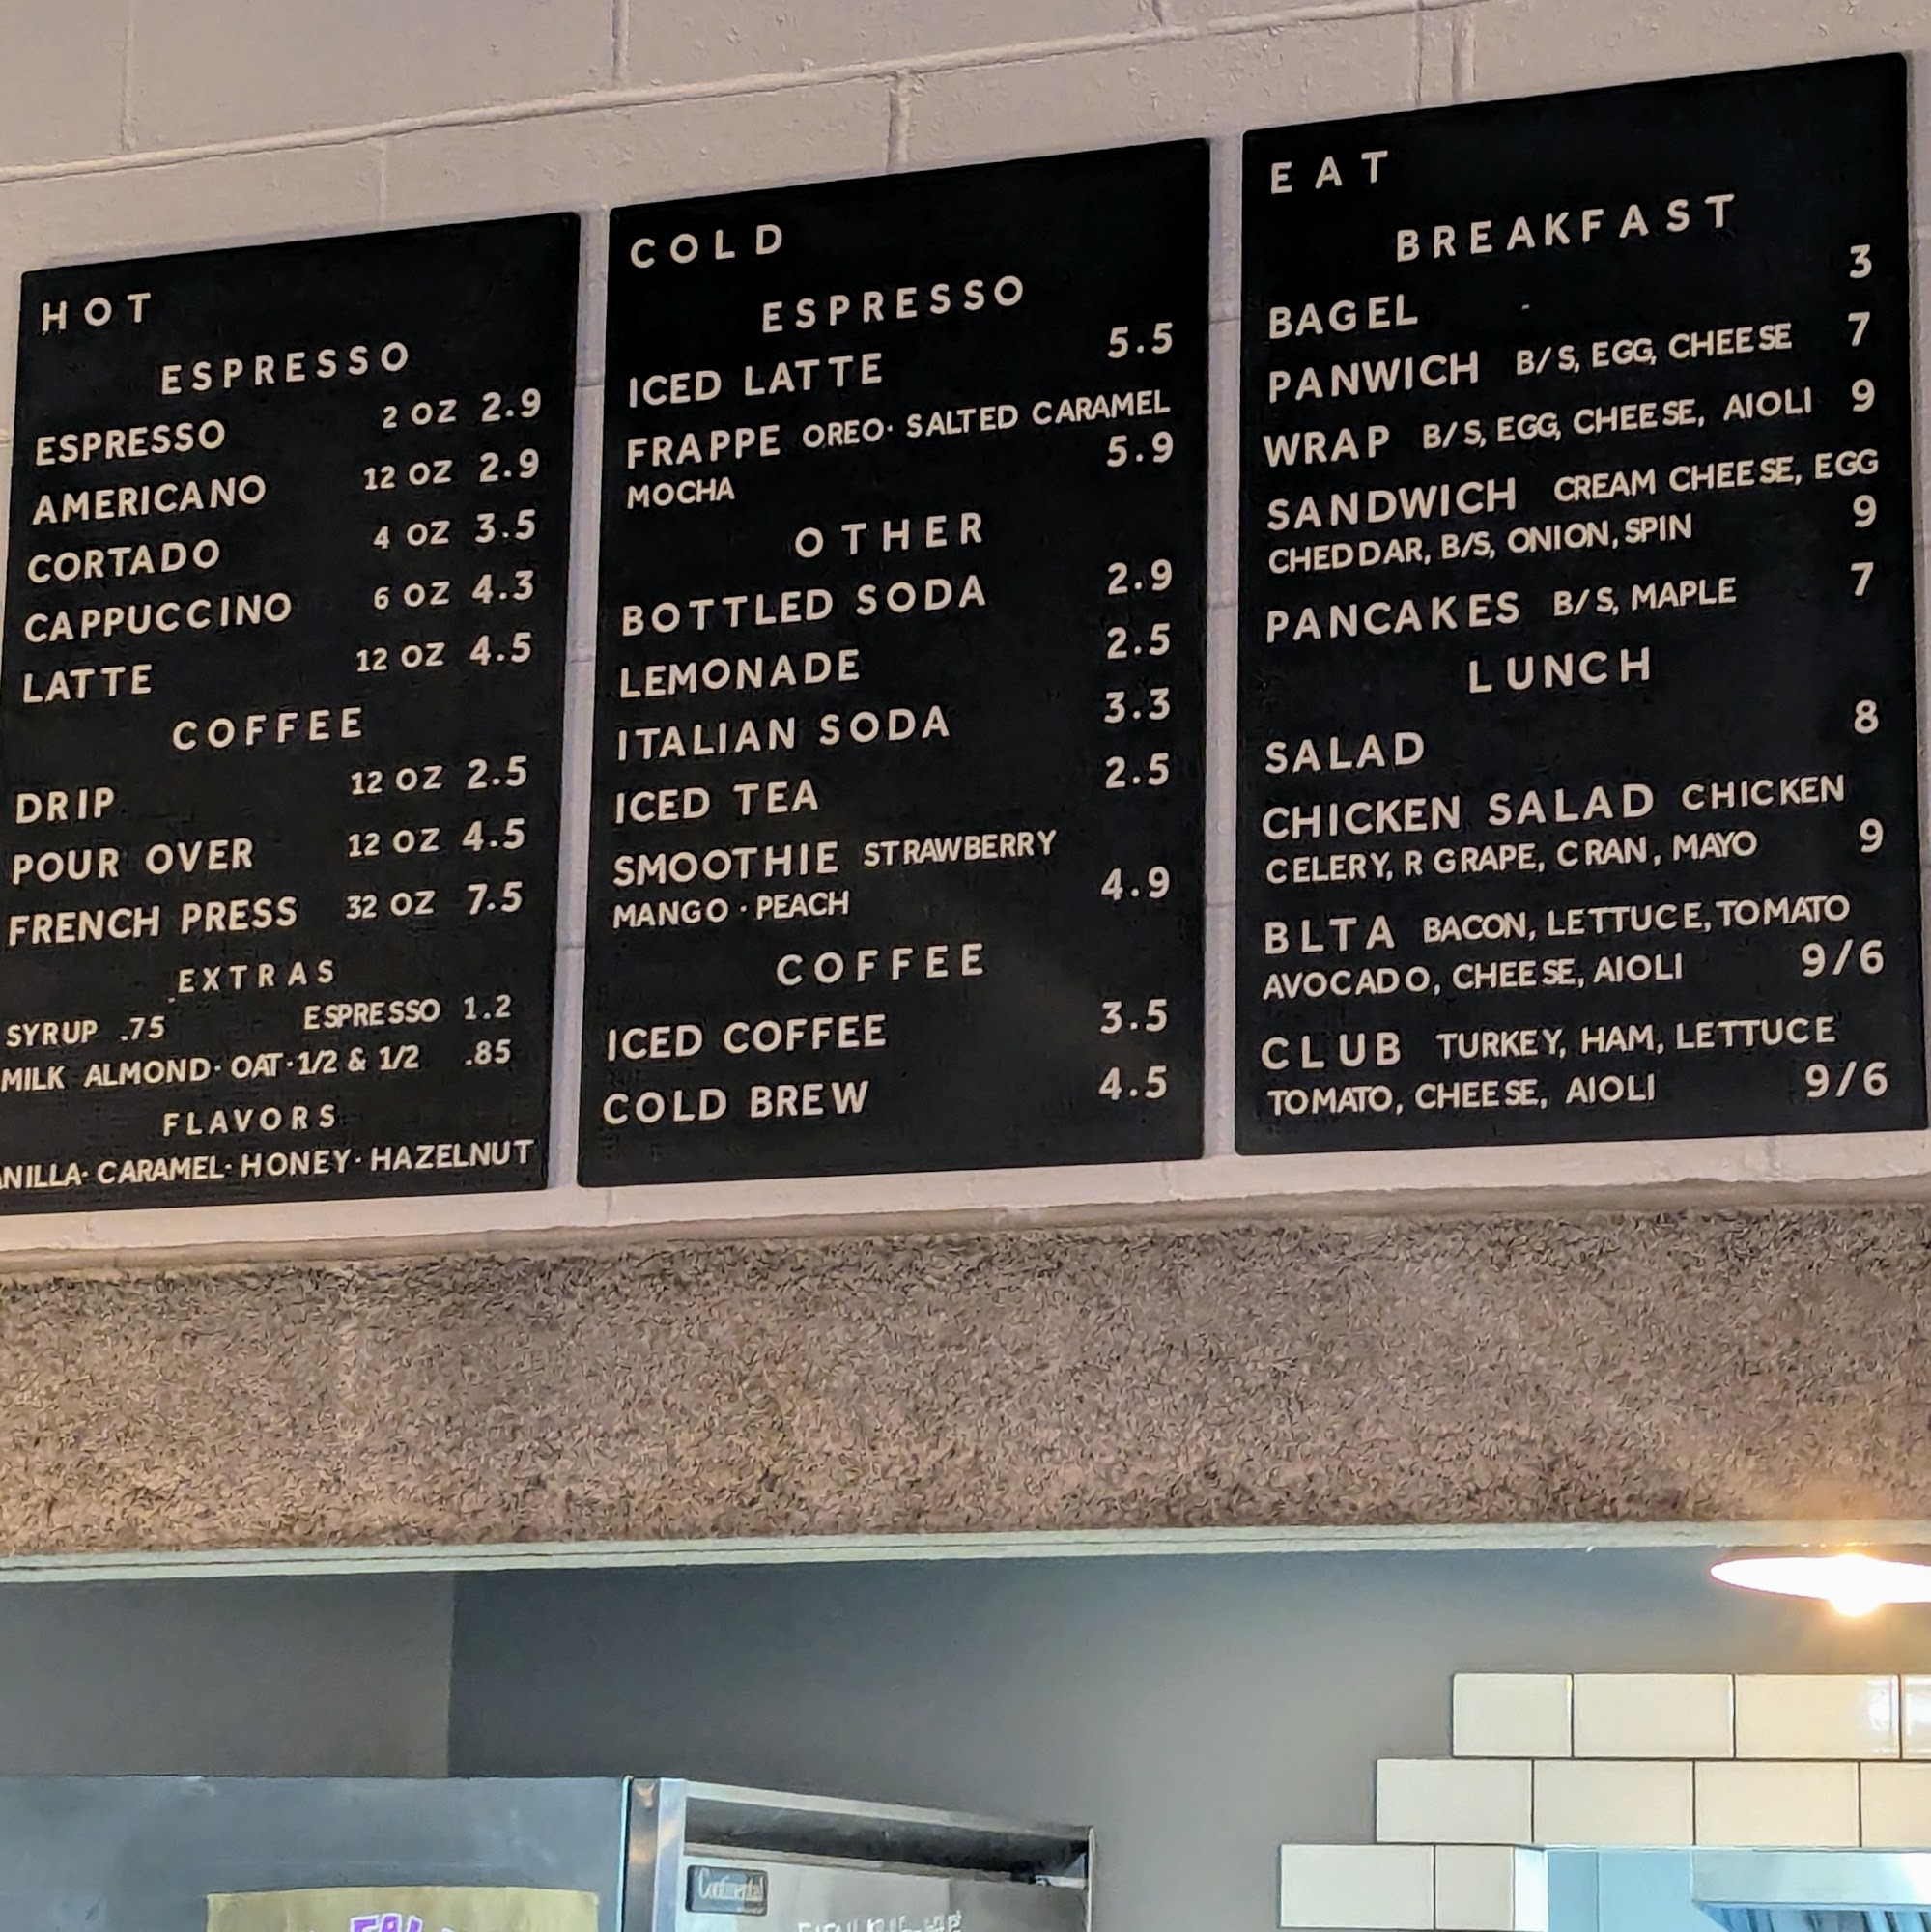 HOT
ESPRESSO
ESPRESSO 2 OZ 2.9
AMERICANO 12 OZ 2.9
CORTADO 4 OZ 3.5
CAPPUCCINO 6 OZ 4.3
LATTE 12 OZ 4.5
COFFEE
DRIP 12 OZ 2.5
POUR OVER 12 OZ 4.5
FRENCH PRESS 32 OZ 7.5
EXTRAS
SYRUP .75 ESPRESSO 1.2
MILK ALMOND· OAT·1/2 & 1/2 .85
FLAVORS
NILLA· CARAMEL· HONEY· HAZELNUT
COLD
ESPRESSO
ICED LATTE 5.5
FRAPPE OREO· SALTED CARAMEL
MOCHA 5.9
OTHER
BOTTLED SODA 2.9
LEMONADE 2.5
ITALIAN SODA 3.3
ICED TEA 2.5
SMOOTHIE STRAWBERRY
MANGO · PEACH 4.9
COFFEE
ICED COFFEE 3.5
COLD BREW 4.5
EAT
BREAKFAST
BAGEL 3
PANWICH B/S, EGG, CHEESE 7
WRAP B/S, EGG, CHEESE, AIOLI 9
SANDWICH CREAM CHEESE, EGG
CHEDDAR, B/S, ONION, SPIN 9
PANCAKES B/S, MAPLE 7
LUNCH
SALAD 8
CHICKEN SALAD CHICKEN
CELERY, R GRAPE, CRAN, MAYO 9
BLTA BACON, LETTUCE, TOMATO
AVOCADO, CHEESE, AIOLI 9/6
CLUB TURKEY, HAM, LETTUCE
TOMATO, CHEESE, AIOLI 9/6
Continental